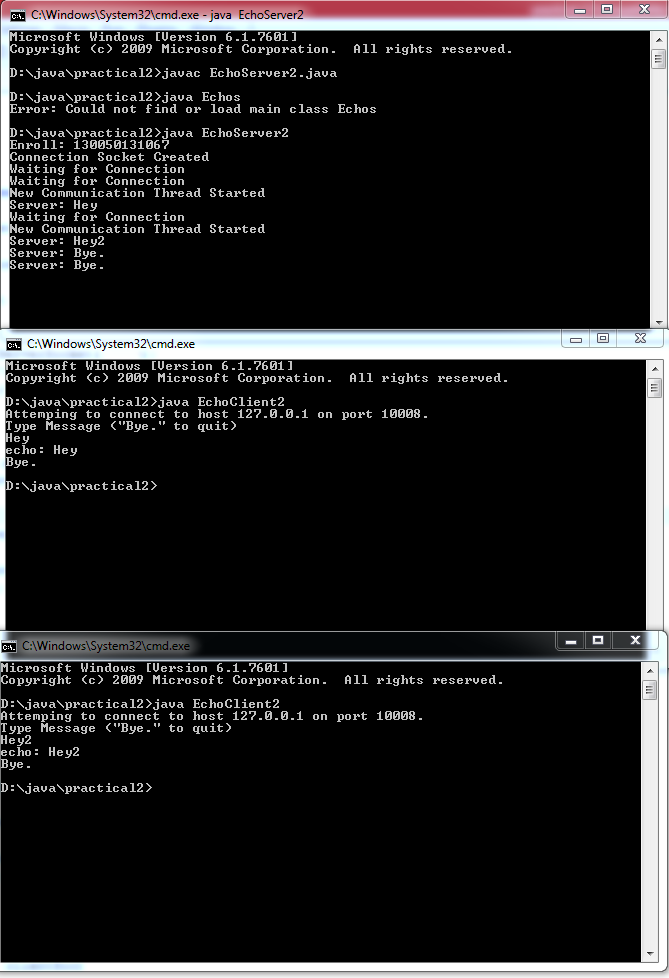 C:\Windows\System32\cmd.exe - java  EchoServer2
Microsoft Windows [Version 6.1.7601]
Copyright (c) 2009 Microsoft Corporation.  All rights reserved.
D:\java\practical2>javac EchoServer2.java
D:\java\practical2>java Echos
Error: Could not find or load main class Echos
D:\java\practical2>java EchoServer2
Enroll: 130050131067
Connection Socket Created
Waiting for Connection
Waiting for Connection
New Communication Thread Started
Server: Hey
Waiting for Connection
New Communication Thread Started
Server: Hey2
Server: Bye.
Server: Bye.
C:\Windows\System32\cmd.exe
Microsoft Windows [Version 6.1.7601]
Copyright (c) 2009 Microsoft Corporation.  All rights reserved.
D:\java\practical2>java EchoClient2
Attemping to connect to host 127.0.0.1 on port 10008.
Type Message ("Bye." to quit)
Hey
echo: Hey
Bye.
D:\java\practical2>
C:\Windows\System32\cmd.exe
Microsoft Windows [Version 6.1.7601]
Copyright (c) 2009 Microsoft Corporation.  All rights reserved.
D:\java\practical2>java EchoClient2
Attemping to connect to host 127.0.0.1 on port 10008.
Type Message ("Bye." to quit)
Hey2
echo: Hey2
Bye.
D:\java\practical2>